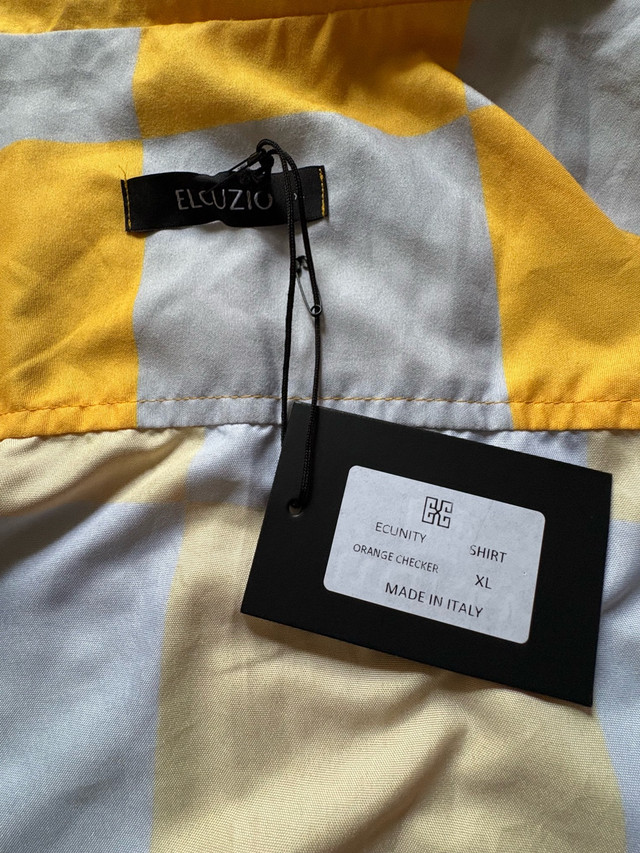 ELCUZIO
ECUNITY SHIRT
ORANGE CHECKER XL
MADE IN ITALY